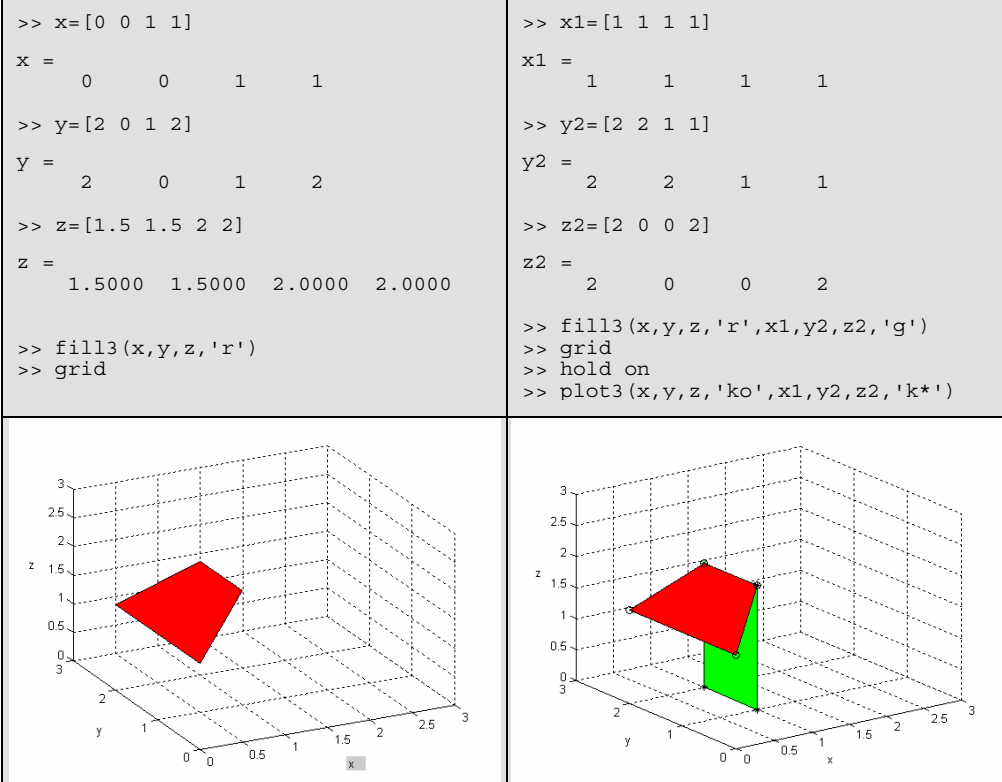 >> x=[0 0 1 1]
x =
0 0 1 1
>> y=[2 0 1 2]
y =
2 0 1 2
>> z=[1.5 1.5 2 2]
z =
1.5000 1.5000 2.0000 2.0000
>> fill3(x,y,z,'r')
>> grid
>> x1=[1 1 1 1]
x1 =
1 1 1 1
>> y2=[2 2 1 1]
y2 =
2 2 1 1
>> z2=[2 0 0 2]
z2 =
2 0 0 2
>> fill3(x,y,z,'r',x1,y2,z2,'g')
>> grid
>> hold on
>> plot3(x,y,z,'ko',x1,y2,z2,'k*')
3
2.5
2
z
1.5
1
0.5
0
3
2
y
1
0
0
0.5
1
1.5
2
2.5
3
x
3
2.5
2
z
1.5
1
0.5
0
3
2
y
1
0
0
0.5
1
1.5
2
2.5
3
x